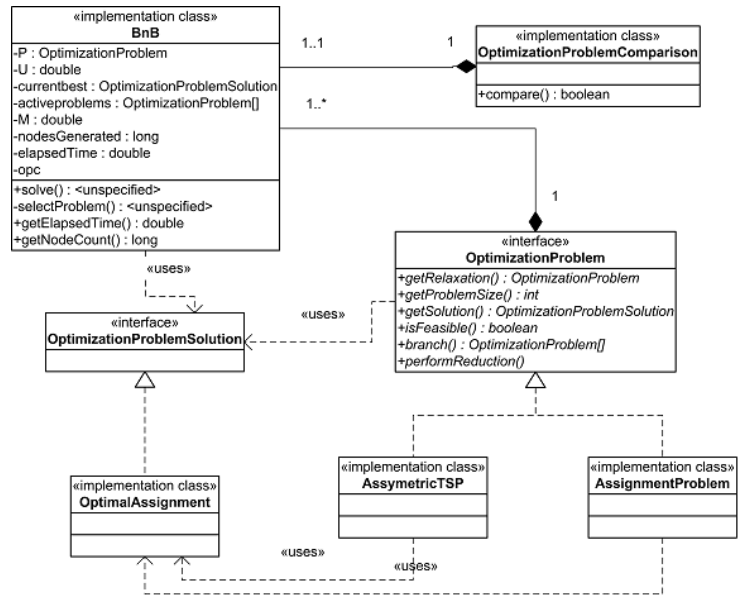 «implementation class»
BnB
-P : OptimizationProblem
-U : double
-currentbest : OptimizationProblemSolution
-activeproblems : OptimizationProblem[]
-M : double
-nodesGenerated : long
-elapsedTime : double
-opc
+solve() : <unspecified>
-selectProblem() : <unspecified>
+getElapsedTime() : double
+getNodeCount() : long
1..1
1
«implementation class»
OptimizationProblemComparison
+compare() : boolean
1..*
1
«interface»
OptimizationProblem
+getRelaxation() : OptimizationProblem
+getProblemSize() : int
+getSolution() : OptimizationProblemSolution
+isFeasible() : boolean
+branch() : OptimizationProblem[]
+performReduction()
«uses»
«uses»
«interface»
OptimizationProblemSolution
«implementation class»
OptimalAssignment
«implementation class»
AssymetricTSP
«implementation class»
AssignmentProblem
«uses»
«uses»